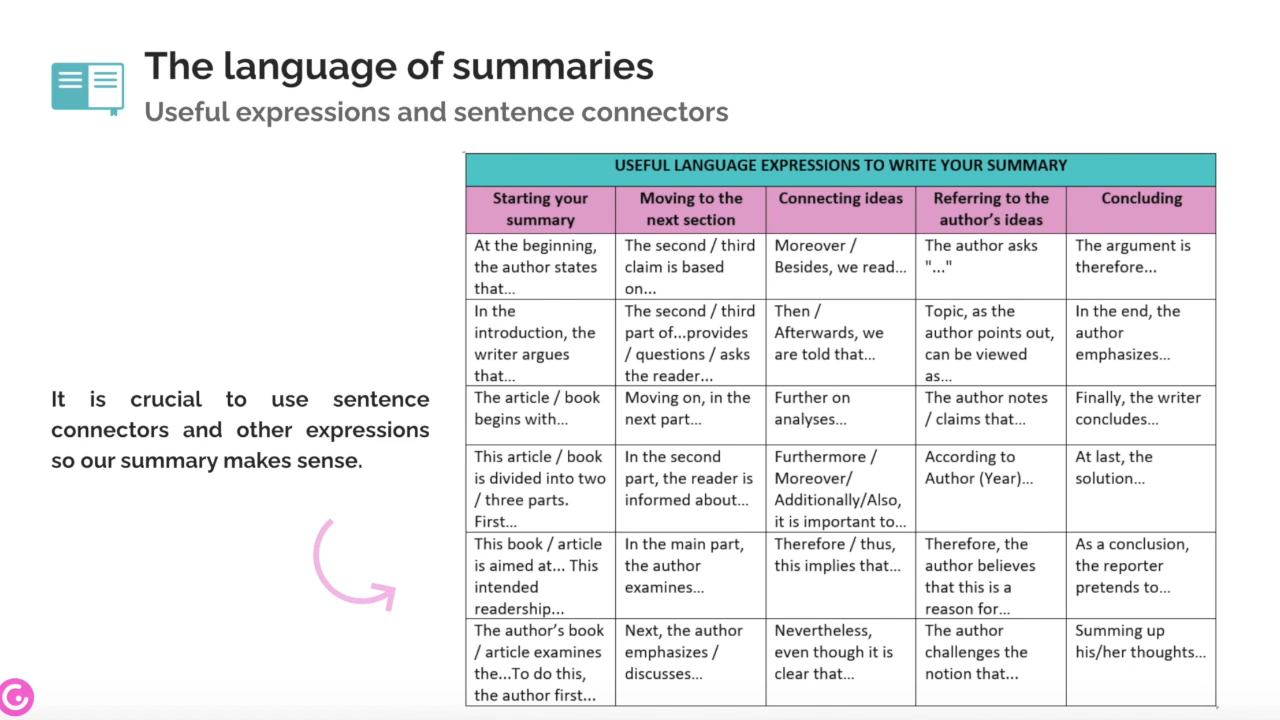 The language of summaries
Useful expressions and sentence connectors
It is crucial to use sentence
connectors and other expressions
so our summary makes sense.
USEFUL LANGUAGE EXPRESSIONS TO WRITE YOUR SUMMARY
Starting your
summary
Moving to the
next section
Connecting ideas
Referring to the
author's ideas
Concluding
At the beginning,
the author states
that...
The second / third
claim is based
on...
Moreover /
Besides, we read...
The author asks
"..."
The argument is
therefore...
In the
introduction, the
writer argues
that...
The second / third
part of...provides
/ questions / asks
the reader...
Then /
Afterwards, we
are told that...
Topic, as the
author points out,
can be viewed
as...
In the end, the
author
emphasizes...
The article / book
begins with...
Moving on, in the
next part...
Further on
analyses...
The author notes
/ claims that...
Finally, the writer
concludes...
This article / book
is divided into two
/ three parts.
First...
In the second
part, the reader is
informed about...
Furthermore /
Moreover/
Additionally/Also,
it is important to...
According to
Author (Year)...
At last, the
solution...
This book / article
is aimed at... This
intended
readership...
In the main part,
the author
examines...
Therefore / thus,
this implies that...
Therefore, the
author believes
that this is a
reason for...
As a conclusion,
the reporter
pretends to...
The author's book
/ article examines
the...To do this,
the author first...
Next, the author
emphasizes /
discusses...
Nevertheless,
even though it is
clear that...
The author
challenges the
notion that...
Summing up
his/her thoughts...